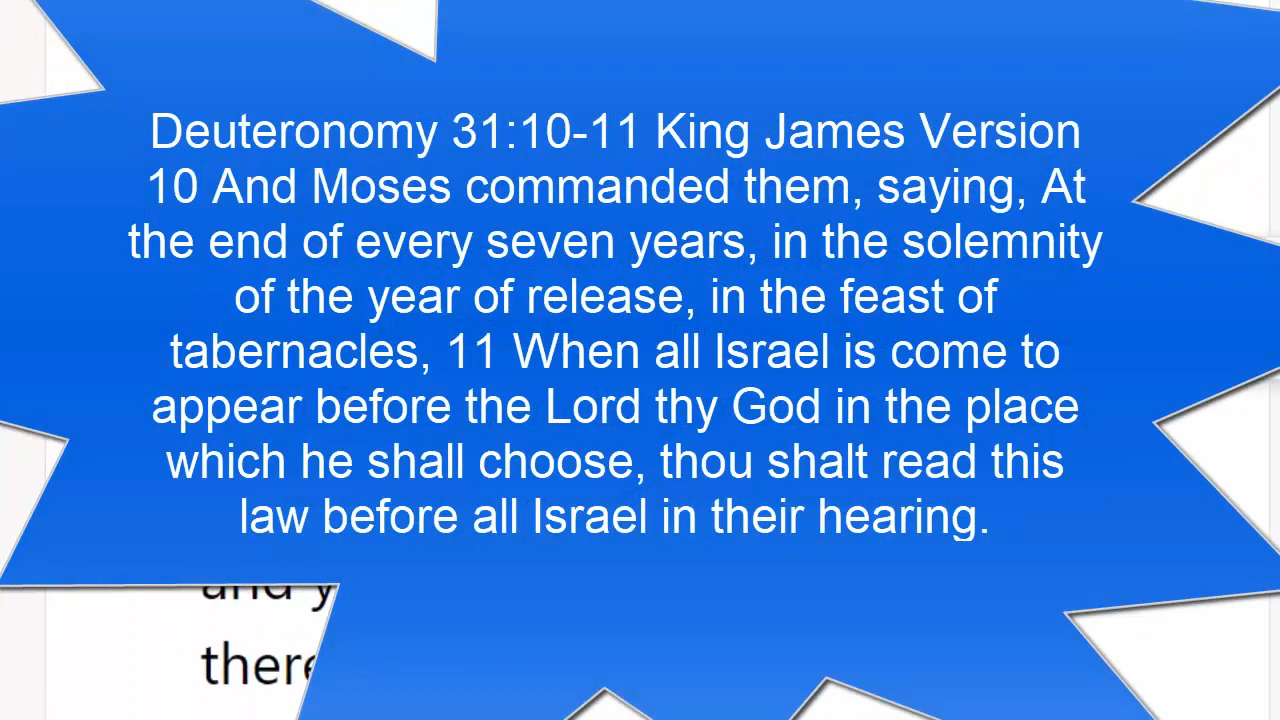 Deuteronomy 31:10-11 King James Version
10 And Moses commanded them, saying, At
the end of every seven years, in the solemnity
of the year of release, in the feast of
tabernacles, 11 When all Israel is come to
appear before the Lord thy God in the place
which he shall choose, thou shalt read this
law before all Israel in their hearing.
and